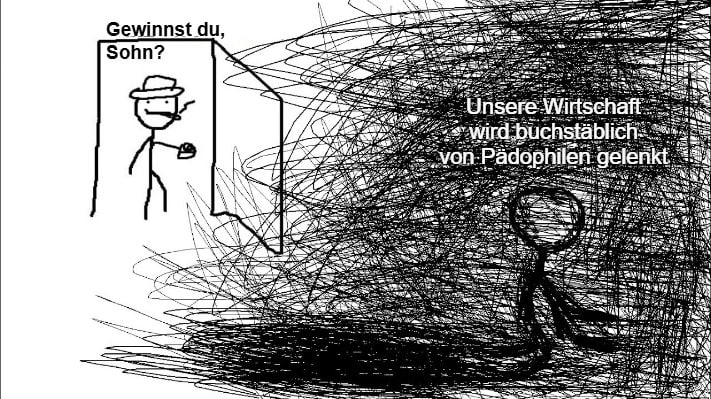 Gewinnst du,
Sohn?
Unsere Wirtschaft
wird buchstäblich
von Pädophilen gelenkt